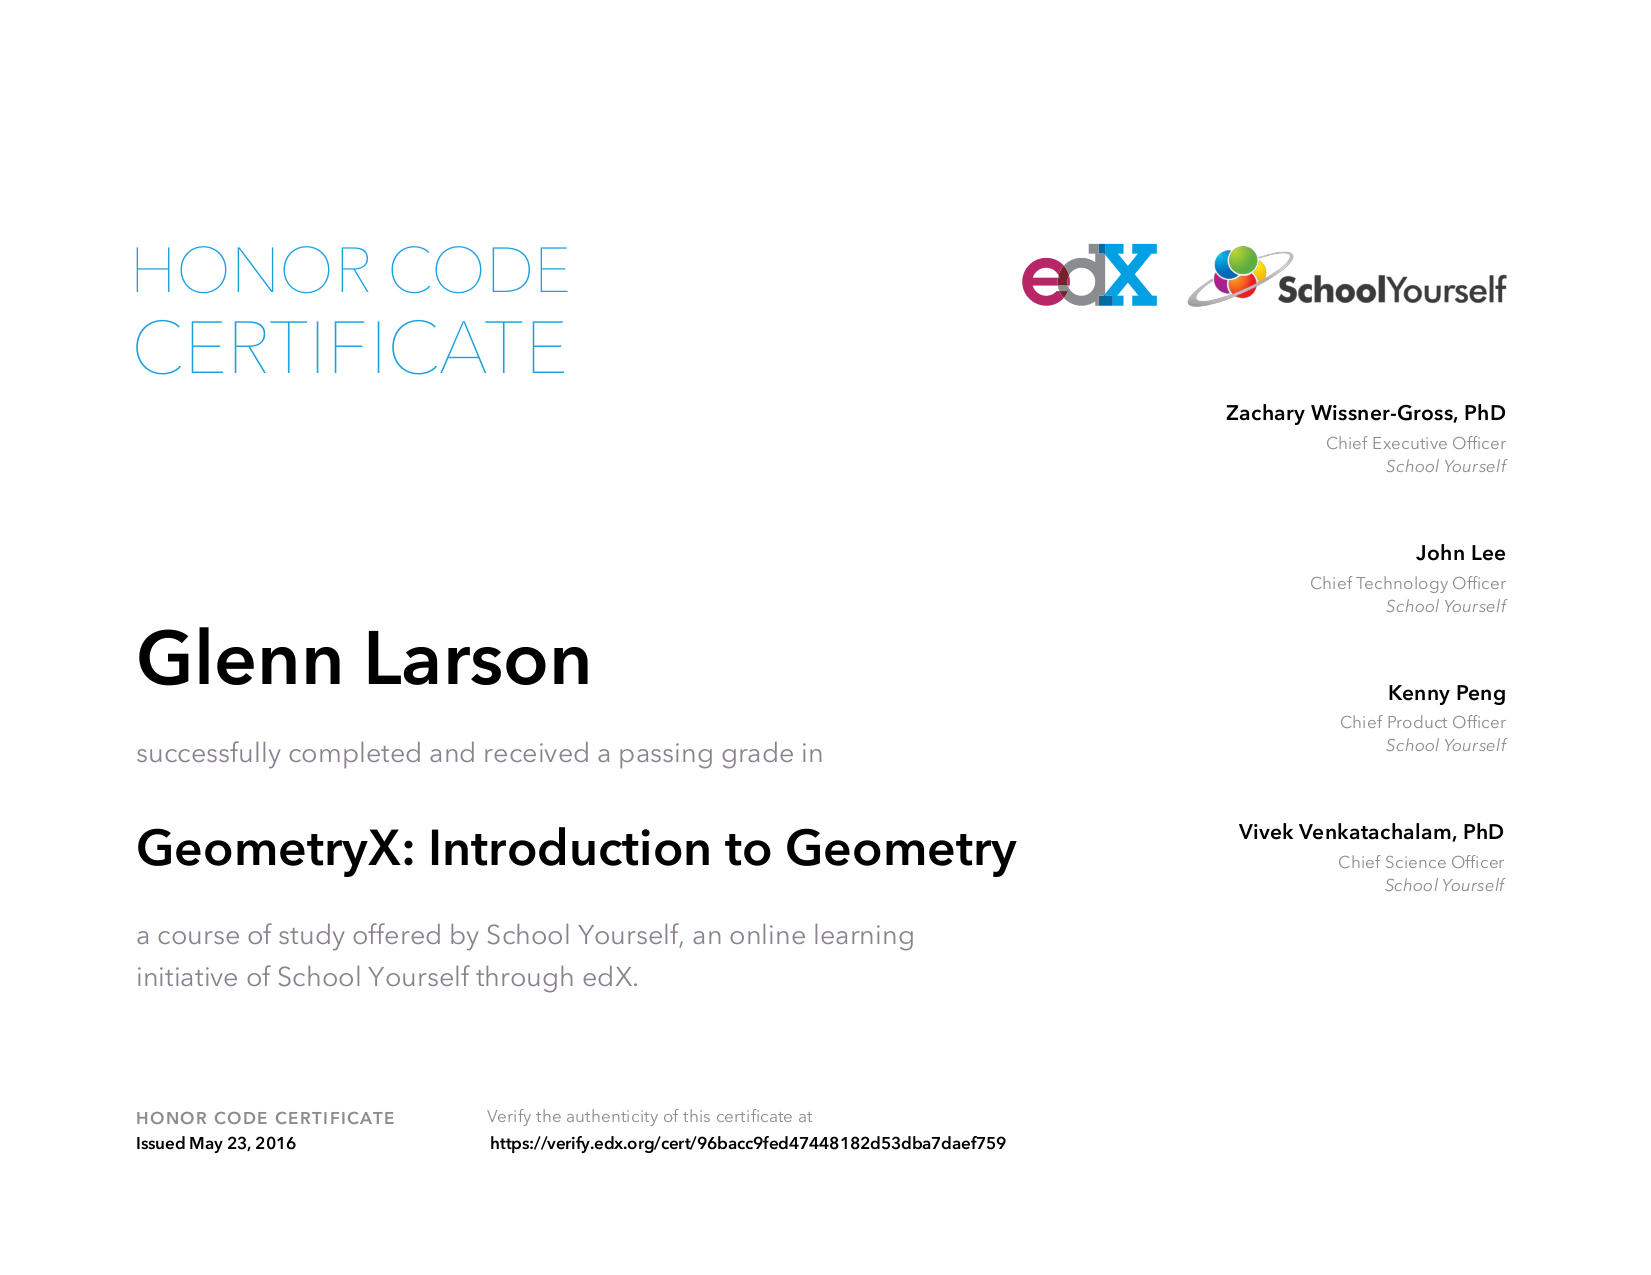 HONOR CODE
CERTIFICATE
edX
SchoolYourself
Zachary Wissner-Gross, PhD
Chief Executive Officer
School Yourself
John Lee
Chief Technology Officer
School Yourself
Kenny Peng
Chief Product Officer
School Yourself
Vivek Venkatachalam, PhD
Chief Science Officer
School Yourself
Glenn Larson
successfully completed and received a passing grade in
GeometryX: Introduction to Geometry
a course of study offered by School Yourself, an online learning
initiative of School Yourself through edX.
HONOR CODE CERTIFICATE
Issued May 23, 2016
Verify the authenticity of this certificate at
https://verify.edx.org/cert/96bacc9fed47448182d53dba7daef759